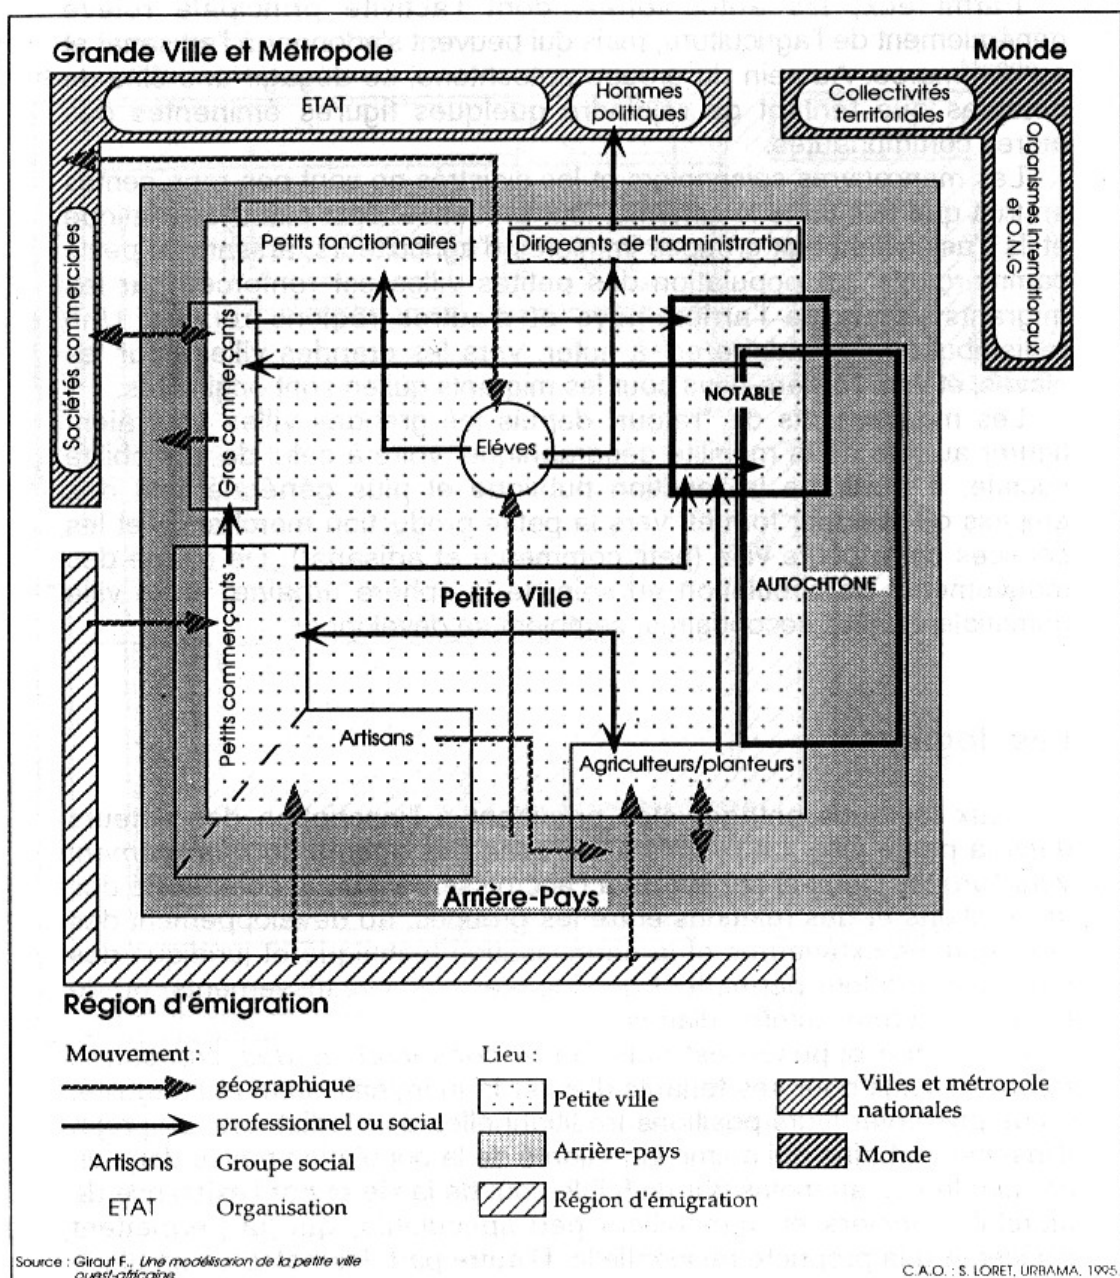 Grande Ville et Métropole
Monde
ETAT
Hommes
politiques
Collectivités
territoriales
Organismes internationaux
et O.N.G.
Sociétés commerciales
Petits fonctionnaires
Dirigeants de l'administration
Gros commerçants
NOTABLE
Eléves
AUTOCHTONE
Petite Ville
Petits commerçants
Artisans
Agriculteurs/planteurs
Arrière-Pays
Région d'émigration
Mouvement :
géographique
professionnel ou social
Artisans Groupe social
ETAT Organisation
Lieu :
Petite ville
Arrière-pays
Région d'émigration
Villes et métropole
nationales
Monde
Source : Giraut F., Une modélisation de la petite ville
ouest-africaine
C.A.O. : S. LORET, URBAMA, 1995